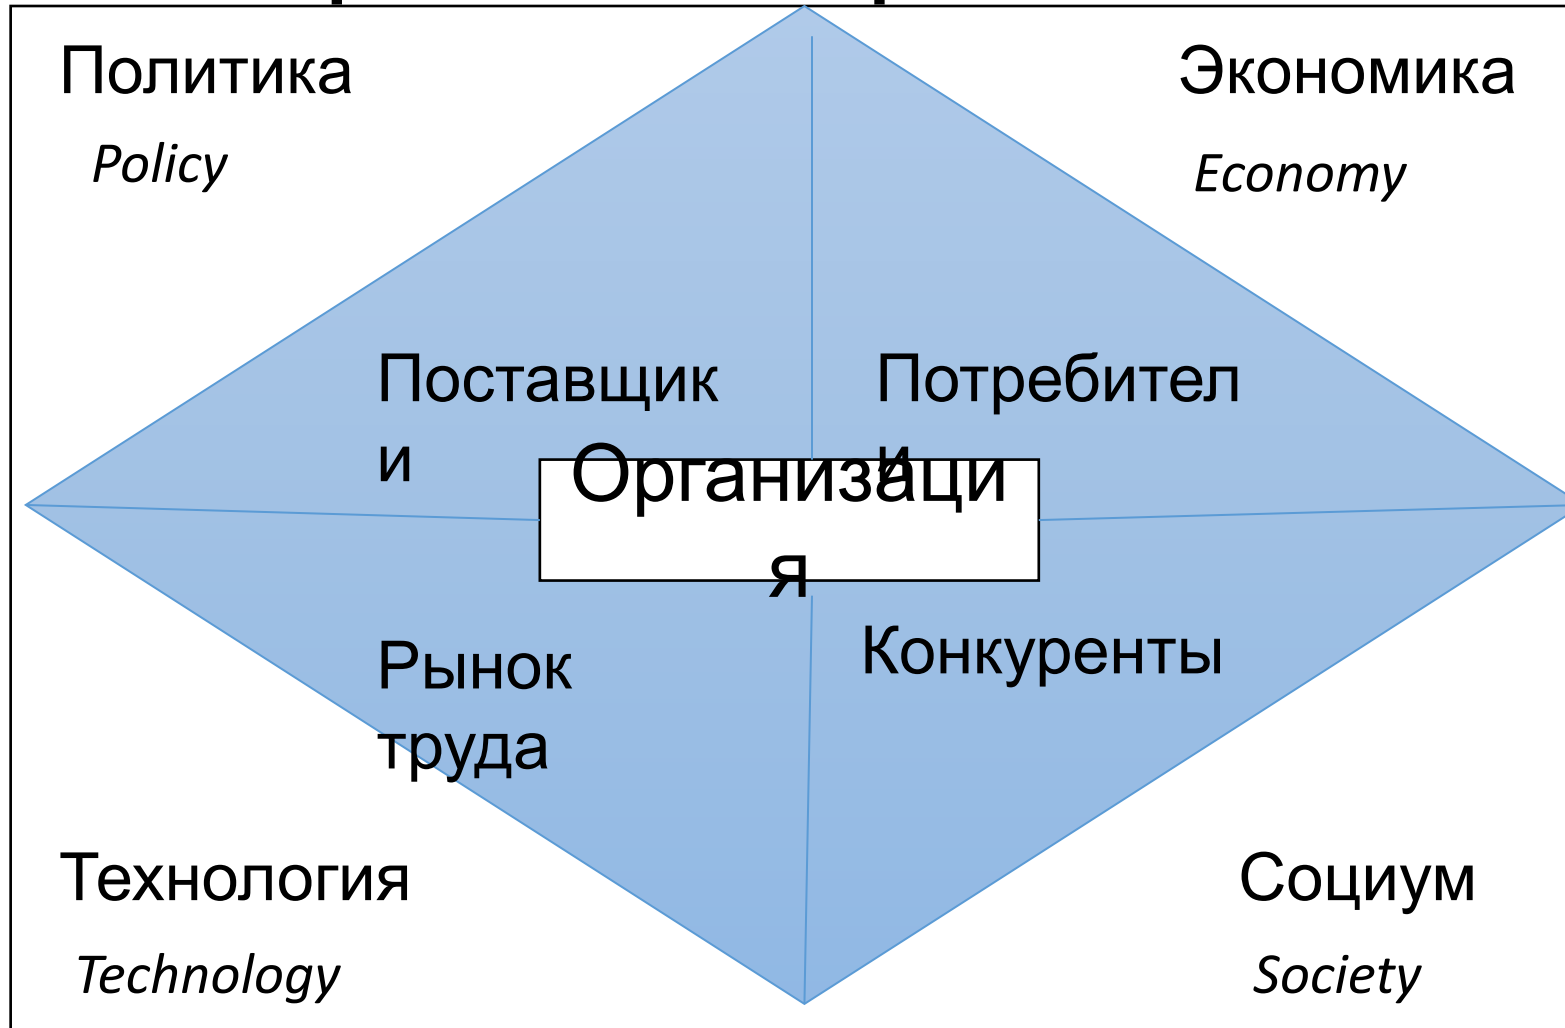 Политика
Policy
Экономика
Economy
Поставщик
и
Потребител
и
Организаци
я
Рынок
труда
Конкуренты
Технология
Technology
Социум
Society